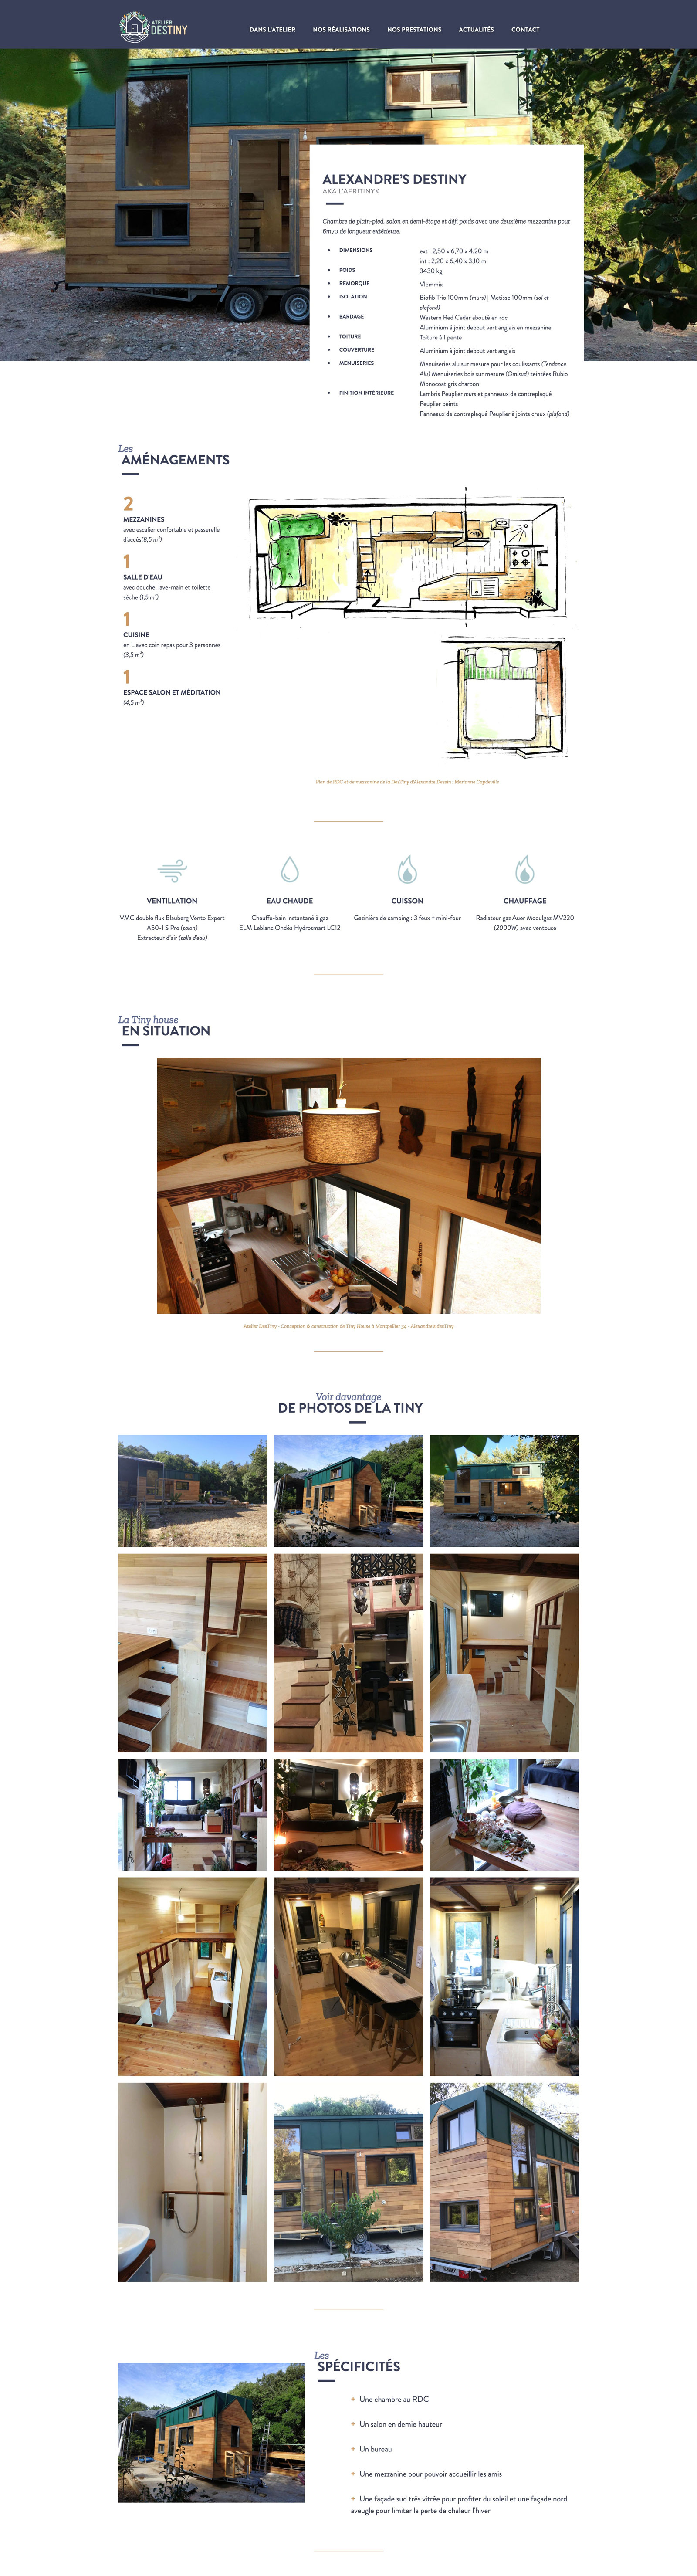 ATELIER
DESTINY
DANS L'ATELIER
NOS RÉALISATIONS
NOS PRESTATIONS
ACTUALITÉS
CONTACT
ALEXANDRE'S DESTINY
AKA L'AFRITINYK
Chambre de plain-pied, salon en demi-étage et défi poids avec une deuxième mezzanine pour
6m70 de longueur extérieure.
DIMENSIONS
ext : 2,50 x 6,70 x 4,20 m
int : 2,20 x 6,40 x 3,10 m
POIDS
3430 kg
REMORQUE
Vlemmix
ISOLATION
Biofib Trio 100mm (murs) | Metisse 100mm (sol et
plafond)
BARDAGE
Western Red Cedar abouté en rdc
Aluminium à joint debout vert anglais en mezzanine
TOITURE
Toiture à 1 pente
COUVERTURE
Aluminium à joint debout vert anglais
MENUISERIES
Menuiseries alu sur mesure pour les coulissants (Tendance
Alu) Menuiseries bois sur mesure (Omisud) teintées Rubio
Monocoat gris charbon
FINITION INTÉRIEURE
Lambris Peuplier murs et panneaux de contreplaqué
Peuplier peints
Panneaux de contreplaqué Peuplier à joints creux (plafond)
Les
AMÉNAGEMENTS
2
MEZZANINES
avec escalier confortable et passerelle
d'accès(8,5 m²)
1
SALLE D'EAU
avec douche, lave-main et toilette
sèche (1,5 m²)
1
CUISINE
en L avec coin repas pour 3 personnes
(3,5 m²)
1
ESPACE SALON ET MÉDITATION
(4,5 m²)
Plan de RDC et de mezzanine de la DesTiny d'Alexandre Dessin : Marianne Capdeville
VENTILATION
VMC double flux Blauberg Vento Expert
A50-1 S Pro (salon)
Extracteur d'air (salle d'eau)
EAU CHAUDE
Chauffe-bain instantané à gaz
ELM Leblanc Ondéa Hydrosmart LC12
CUISSON
Gazinière de camping : 3 feux + mini-four
CHAUFFAGE
Radiateur gaz Auer Modulgaz MV220
(2000W) avec ventouse
La Tiny house
EN SITUATION
Atelier DesTiny - Conception & construction de Tiny House à Montpellier 34 - Alexandre's desTiny
Voir davantage
DE PHOTOS DE LA TINY
Les
SPÉCIFICITÉS
+ Une chambre au RDC
+ Un salon en demie hauteur
+ Un bureau
+ Une mezzanine pour pouvoir accueillir les amis
+ Une façade sud très vitrée pour profiter du soleil et une façade nord
aveugle pour limiter la perte de chaleur l'hiver